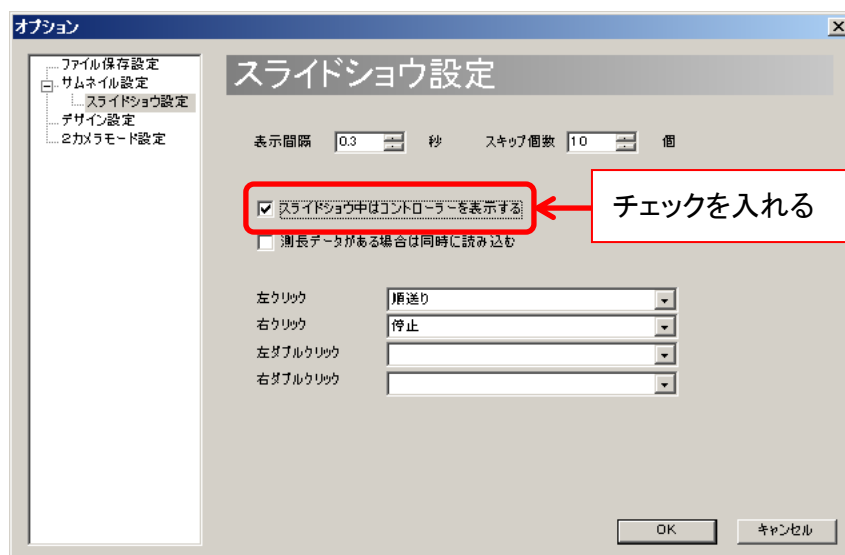 オプション
ファイル保存設定
サムネイル設定
スライドショウ設定
デザイン設定
2カメラモード設定
スライドショウ設定
表示間隔 0.3 秒 スキップ個数 10 個
スライドショウ中はコントローラーを表示する
チェックを入れる
測長データがある場合は同時に読み込む
左クリック 順送り
右クリック 停止
左ダブルクリック
右ダブルクリック
OK キャンセル